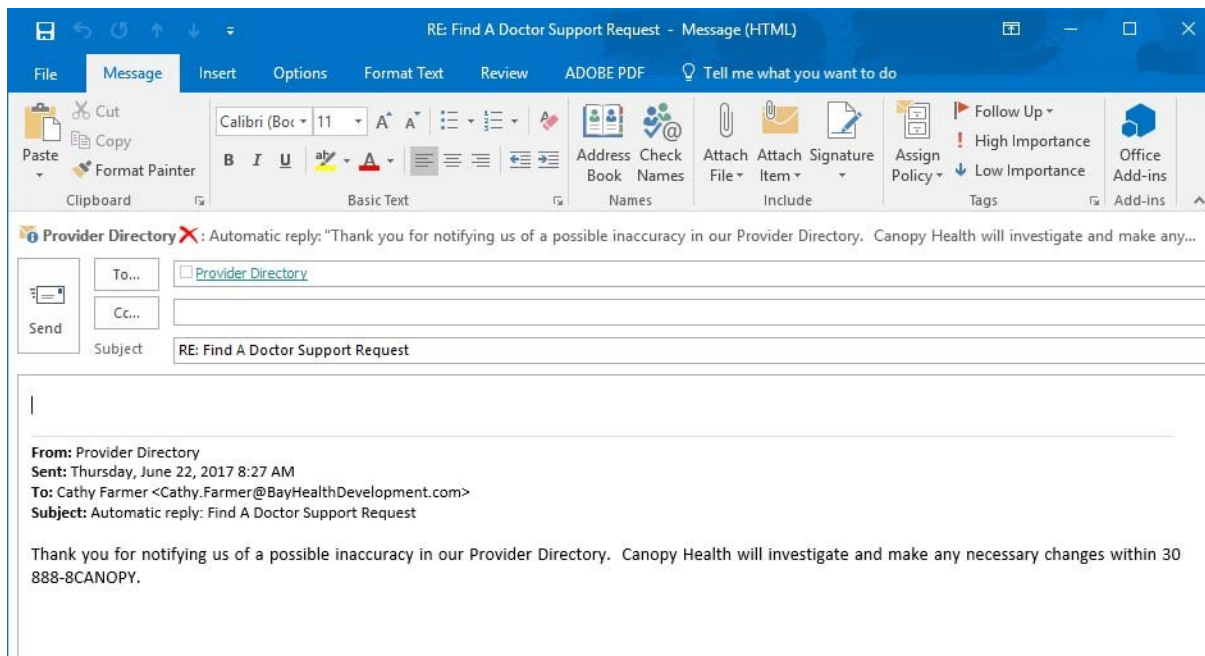 RE: Find A Doctor Support Request - Message (HTML)
File Message Insert Options Format Text Review ADOBE PDF Tell me what you want to do
Paste
Cut
Copy
Format Painter
Clipboard
Calibri (Boc 11
B I U
Basic Text
Address Book
Check Names
Names
Attach File
Attach Item
Signature
Include
Assign Policy
Follow Up
High Importance
Low Importance
Tags
Office Add-ins
Add-ins
Provider Directory : Automatic reply: "Thank you for notifying us of a possible inaccuracy in our Provider Directory. Canopy Health will investigate and make any...
Send
To... Provider Directory
Cc...
Subject RE: Find A Doctor Support Request
From: Provider Directory
Sent: Thursday, June 22, 2017 8:27 AM
To: Cathy Farmer <Cathy.Farmer@BayHealthDevelopment.com>
Subject: Automatic reply: Find A Doctor Support Request
Thank you for notifying us of a possible inaccuracy in our Provider Directory. Canopy Health will investigate and make any necessary changes within 30
888-8CANOPY.